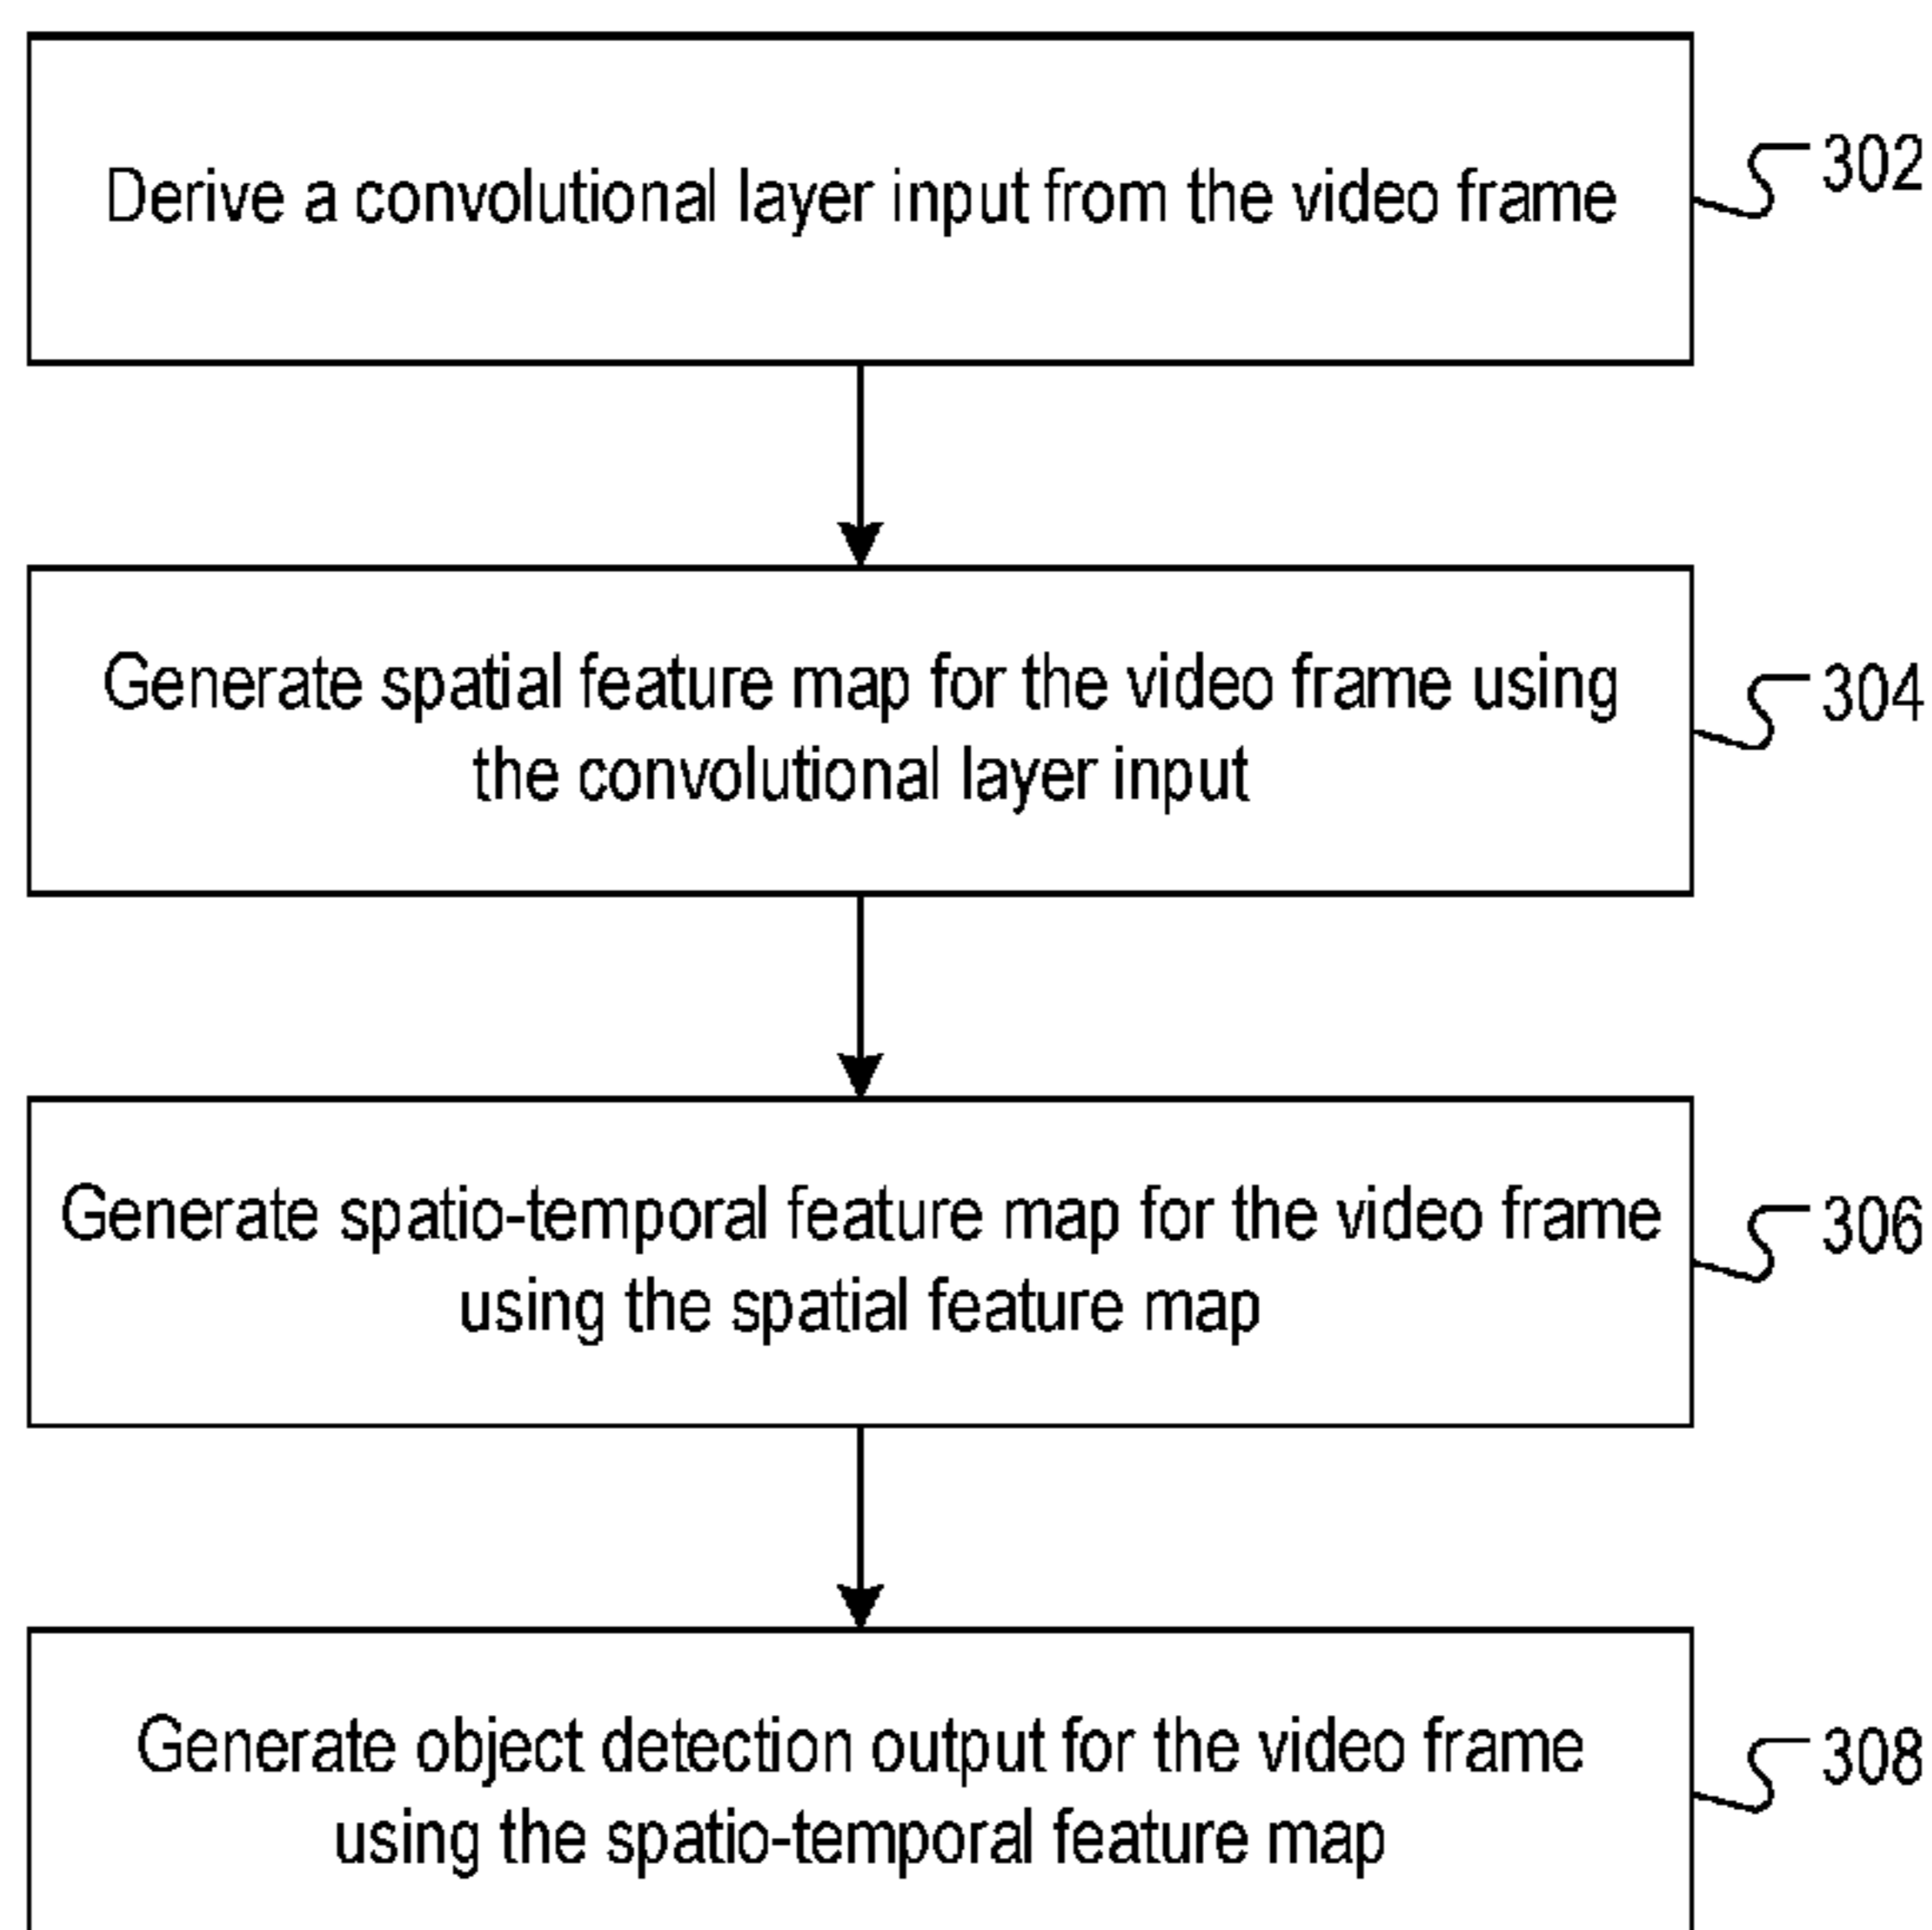 Derive a convolutional layer input from the video frame
302
Generate spatial feature map for the video frame using
the convolutional layer input
304
Generate spatio-temporal feature map for the video frame
using the spatial feature map
306
Generate object detection output for the video frame
using the spatio-temporal feature map
308